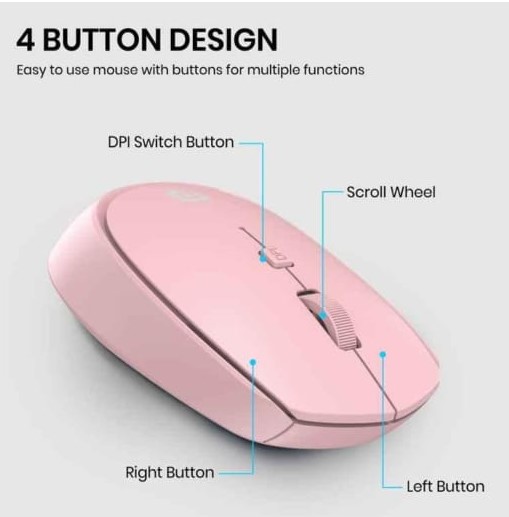 4 BUTTON DESIGN
Easy to use mouse with buttons for multiple functions
DPI Switch Button
Scroll Wheel
DPI
Right Button
Left Button